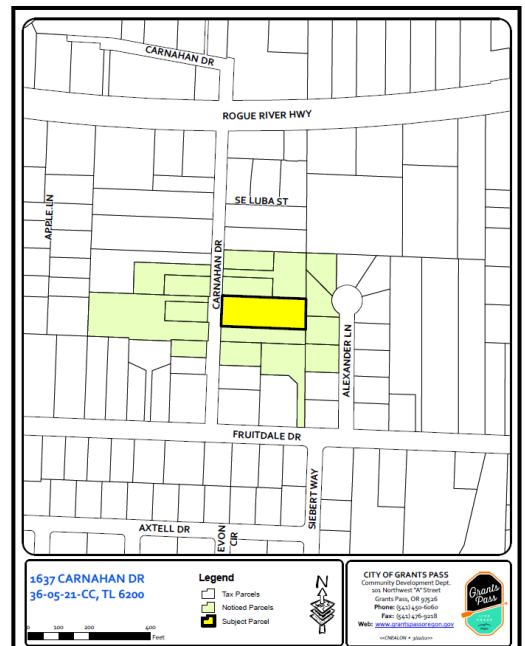 CARNAHAN DR
ROGUE RIVER HWY
SE LUBA ST
APPLE LN
CARNAHAN DR
ALEXANDER LN
FRUITDALE DR
SIEBERT WAY
AXTELL DR
EVON
CIR
1637 CARNAHAN DR
36-05-21-CC, TL 6200
0 100 200 400
Feet
Legend
Tax Parcels
Noticed Parcels
Subject Parcel
N
CITY OF GRANTS PASS
Community Development Dept.
101 Northwest "A" Street
Grants Pass, OR 97526
Phone: (541) 450-6060
Fax: (541) 476-9218
Web: www.grantspassoregon.gov
Grants
Pass